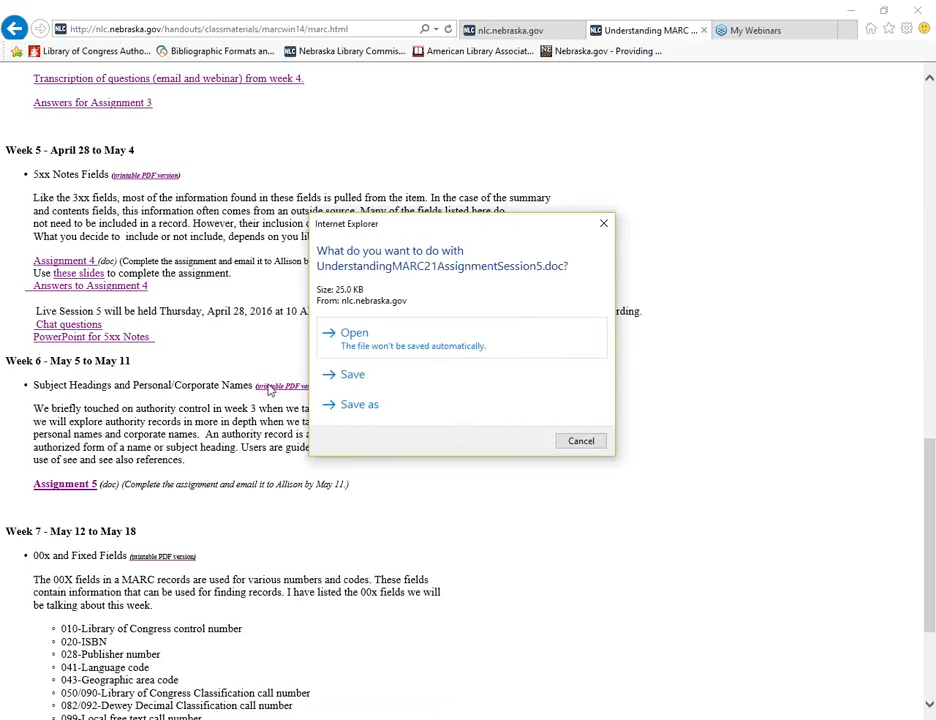 http://nlc.nebraska.gov/handouts/classmaterials/marcwin14/marc.html
NLC nlc.nebraska.gov
NLC Understanding MARC ...
My Webinars
Library of Congress Autho...
Bibliographic Formats an...
NLC Nebraska Library Commis...
American Library Associat...
Nebraska.gov - Providing ...
Transcription of questions (email and webinar) from week 4.
Answers for Assignment 3
Week 5 - April 28 to May 4
• 5xx Notes Fields (printable PDF version)
Like the 3xx fields, most of the information found in these fields is pulled from the item. In the case of the summary
and contents fields, this information often comes from an outside source. Many of the fields listed here do
not need to be included in a record. However, their inclusion
What you decide to include or not include, depends on you
Assignment 4 (doc) (Complete the assignment and email it to Allison by
Use these slides to complete the assignment.
Answers to Assignment 4
Live Session 5 will be held Thursday, April 28, 2016 at 10 A rding.
Chat questions
PowerPoint for 5xx Notes
Week 6 - May 5 to May 11
• Subject Headings and Personal/Corporate Names (printable PDF ver
We briefly touched on authority control in week 3 when we ta
we will explore authority records in more in depth when we ta
personal names and corporate names. An authority record is a
authorized form of a name or subject heading. Users are guide
use of see and see also references.
Assignment 5 (doc) (Complete the assignment and email it to Allison by May 11.)
Week 7 - May 12 to May 18
• 00x and Fixed Fields (printable PDF version)
The 00X fields in a MARC records are used for various numbers and codes. These fields
contain information that can be used for finding records. I have listed the 00x fields we will
be talking about this week.
010-Library of Congress control number
020-ISBN
028-Publisher number
041-Language code
043-Geographic area code
050/090-Library of Congress Classification call number
082/092-Dewey Decimal Classification call number
099-Local free text call number
Internet Explorer
What do you want to do with
UnderstandingMARC21AssignmentSession5.doc?
Size: 25.0 KB
From: nlc.nebraska.gov
Open
The file won't be saved automatically.
Save
Save as
Cancel